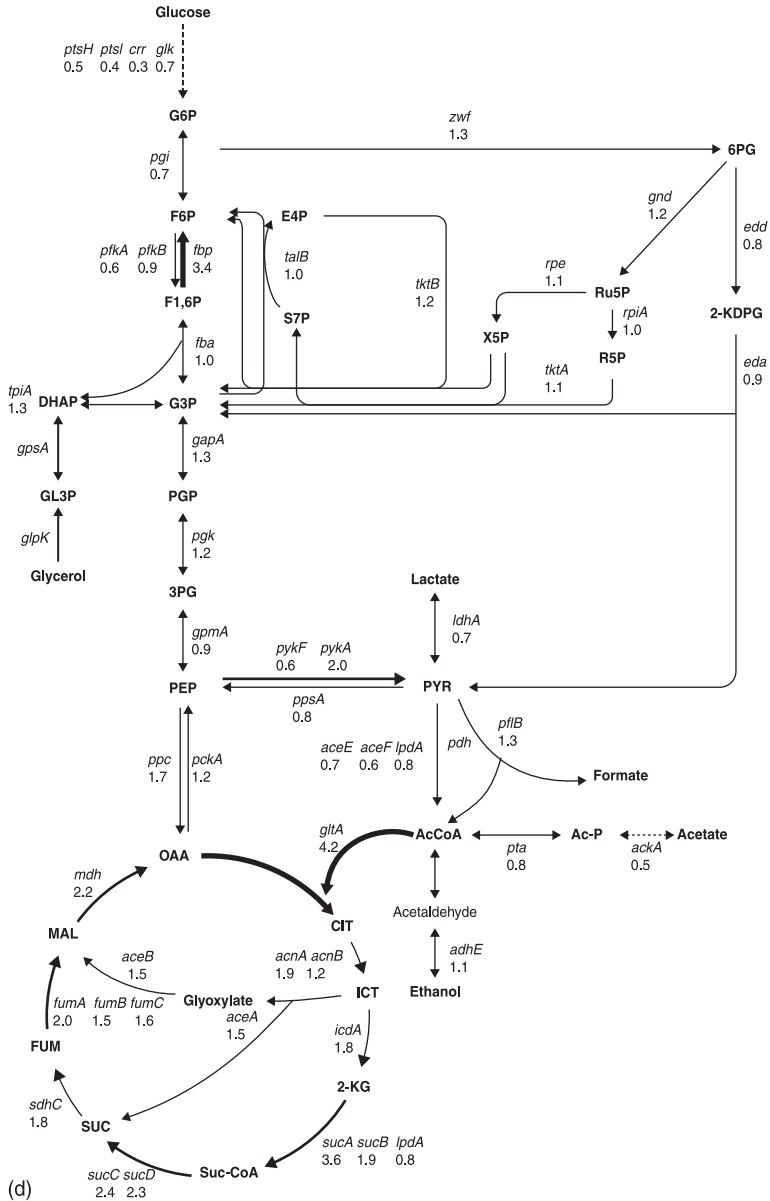 Glucose
ptsH ptsI crr glk
0.5 0.4 0.3 0.7
G6P
zwf
1.3
6PG
pgi
0.7
gnd
1.2
edd
0.8
F6P
E4P
pfkA pfkB fbp
0.6 0.9 3.4
talB
1.0
tktB
1.2
rpe
1.1
Ru5P
F1,6P
S7P
rpiA
1.0
2-KDPG
X5P
R5P
fba
1.0
tktA
1.1
eda
0.9
tpiA
1.3
DHAP
G3P
gpsA
gapA
1.3
GL3P
PGP
glpK
pgk
1.2
Glycerol
3PG
Lactate
gpmA
0.9
ldhA
0.7
pykF pykA
0.6 2.0
PEP
PYR
ppsA
0.8
ppc
1.7
pckA
1.2
aceE aceF lpdA
0.7 0.6 0.8
pdh
pflB
1.3
Formate
gltA
4.2
AcCoA
pta
0.8
Ac-P
ackA
0.5
Acetate
OAA
mdh
2.2
Acetaldehyde
CIT
MAL
aceB
1.5
acnA acnB
1.9 1.2
adhE
1.1
Ethanol
fumA fumB fumC
2.0 1.5 1.6
Glyoxylate
ICT
aceA
1.5
icdA
1.8
FUM
2-KG
sdhC
1.8
SUC
sucA sucB lpdA
3.6 1.9 0.8
sucC sucD
2.4 2.3
Suc-CoA
(d)